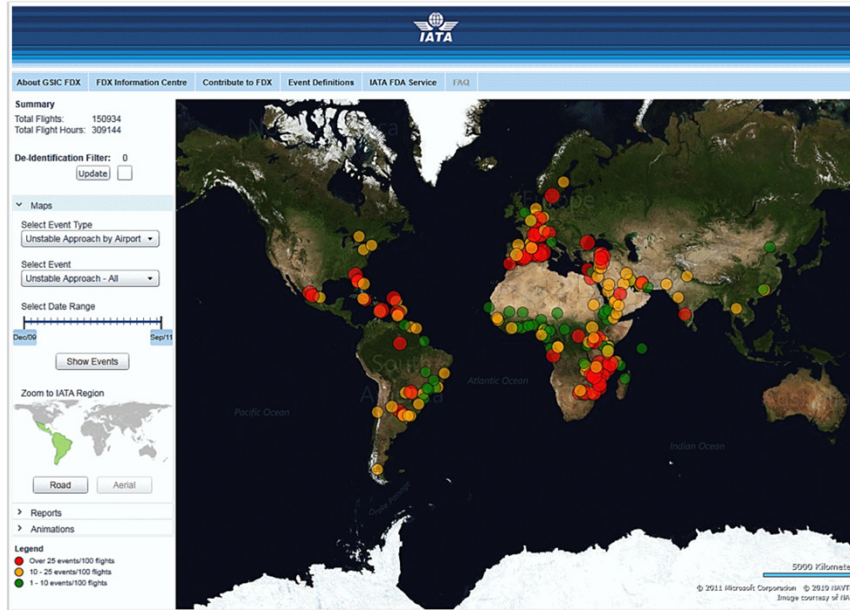 IATA
About GSIC FDX
FDX Information Centre
Contribute to FDX
Event Definitions
IATA FDA Service
FAQ
Summary
Total Flights: 150934
Total Flight Hours: 309144
De-Identification Filter: 0
Update
Maps
Select Event Type
Unstable Approach by Airport
Select Event
Unstable Approach - All
Select Date Range
Dec/09
Sep/11
Show Events
Zoom to IATA Region
Road
Aerial
Reports
Animations
Legend
Over 25 events/100 flights
10 - 25 events/100 flights
1 - 10 events/100 flights
Europe
South
Atlantic Ocean
Pacific Ocean
Indian Ocean
Drake Passage
5000 Kilomete
© 2011 Microsoft Corporation © 2010 NAVT
Image courtesy of NA